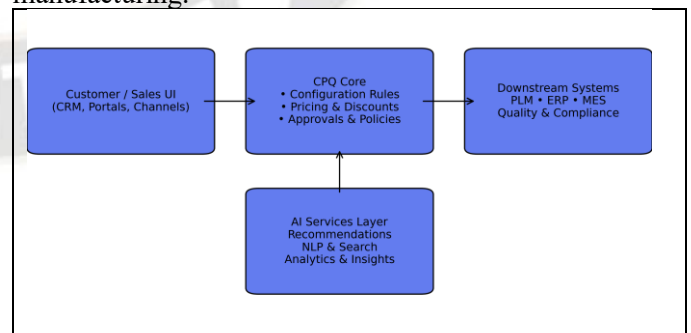 manufacturing.
Customer / Sales UI
(CRM, Portals, Channels)
CPQ Core
• Configuration Rules
• Pricing & Discounts
• Approvals & Policies
Downstream Systems
PLM • ERP • MES
Quality & Compliance
AI Services Layer
Recommendations
NLP & Search
Analytics & Insights